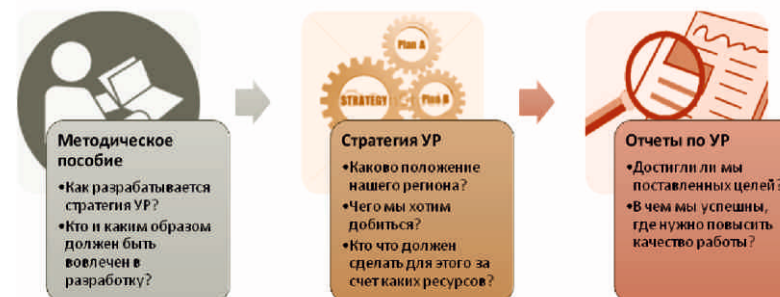 Plan A
STRATEGY
Plan B
Методическое
пособие
•Как разрабатывается
стратегия УР?
•Кто и каким образом
должен быть
вовлечен в
разработку?
Стратегия УР
•Каково положение
нашего региона?
•Чего мы хотим
добиться?
•Кто что должен
сделать для этого за
счет каких ресурсов?
Отчеты по УР
•Достигли ли мы
поставленных целей?
•В чем мы успешны,
где нужно повысить
качество работы?